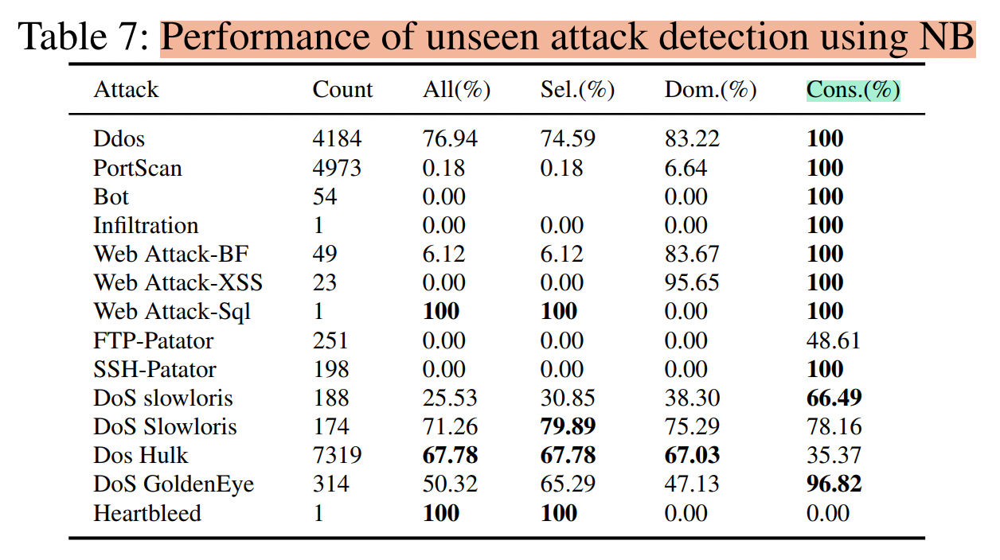 Table 7: Performance of unseen attack detection using NB
Attack Count All(%) Sel.(%) Dom.(%) Cons.(%)
Ddos 4184 76.94 74.59 83.22 100
PortScan 4973 0.18 0.18 6.64 100
Bot 54 0.00 0.00 100
Infiltration 1 0.00 0.00 0.00 100
Web Attack-BF 49 6.12 6.12 83.67 100
Web Attack-XSS 23 0.00 0.00 95.65 100
Web Attack-Sql 1 100 100 0.00 100
FTP-Patator 251 0.00 0.00 0.00 48.61
SSH-Patator 198 0.00 0.00 0.00 100
DoS slowloris 188 25.53 30.85 38.30 66.49
DoS Slowloris 174 71.26 79.89 75.29 78.16
Dos Hulk 7319 67.78 67.78 67.03 35.37
DoS GoldenEye 314 50.32 65.29 47.13 96.82
Heartbleed 1 100 100 0.00 0.00